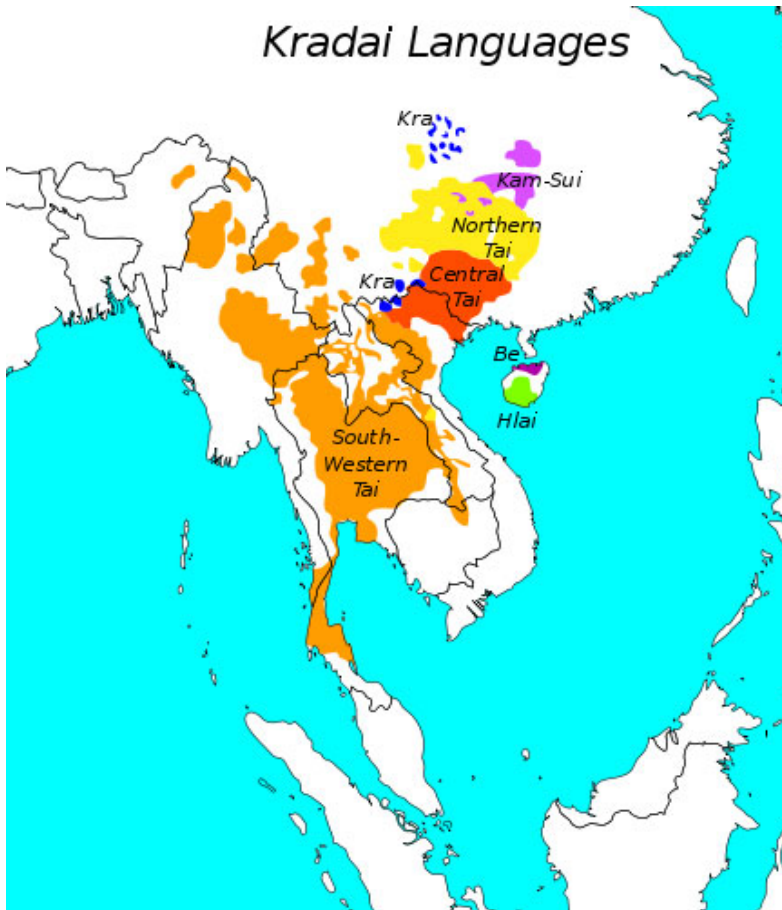 Kradai Languages
Kra
Kam-Sui
Northern
Tai
Central
Tai
Kra
Be
Hlai
South-
Western
Tai